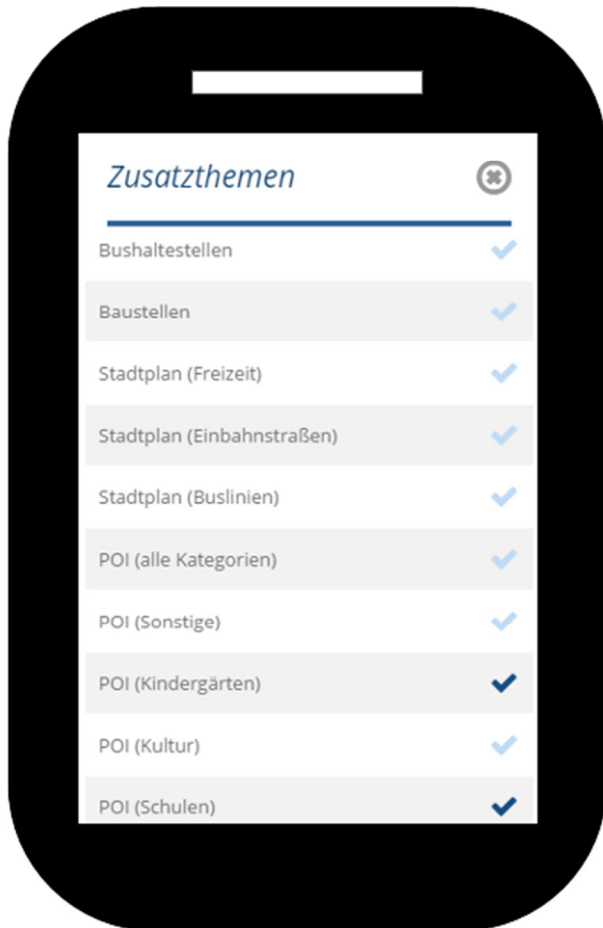 Zusatzthemen
Bushaltestellen
Baustellen
Stadtplan (Freizeit)
Stadtplan (Einbahnstraßen)
Stadtplan (Buslinien)
POI (alle Kategorien)
POI (Sonstige)
POI (Kindergärten)
POI (Kultur)
POI (Schulen)